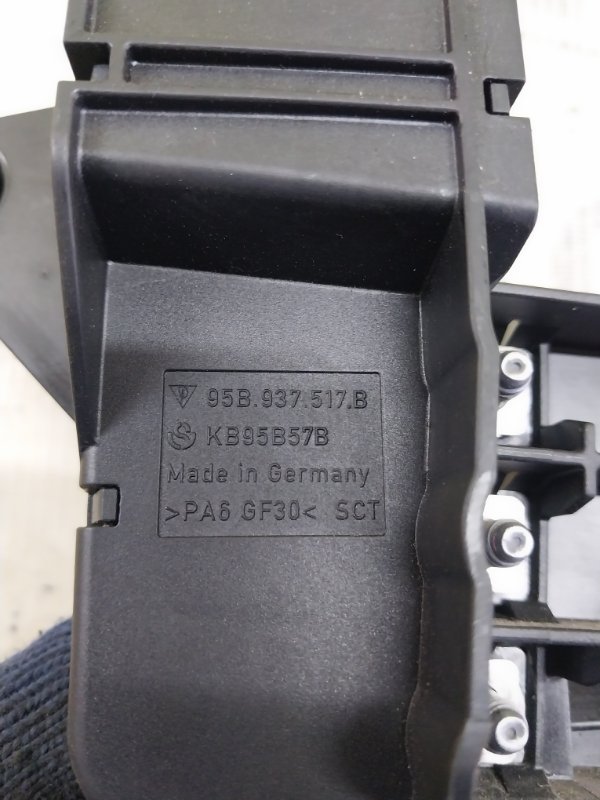 95B.937.517.B
KB95B57B
Made in Germany
>PA6 GF30< SCT